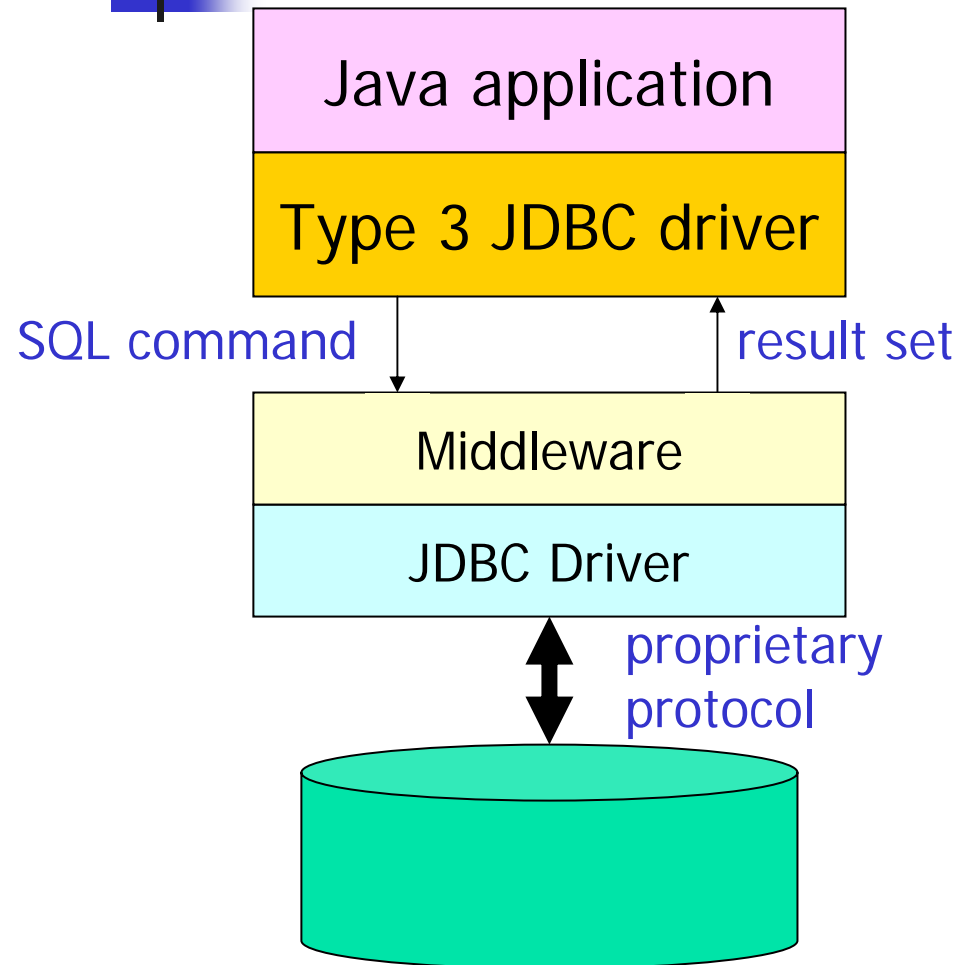 Java application
Type 3 JDBC driver
SQL command
result set
Middleware
JDBC Driver
proprietary
protocol